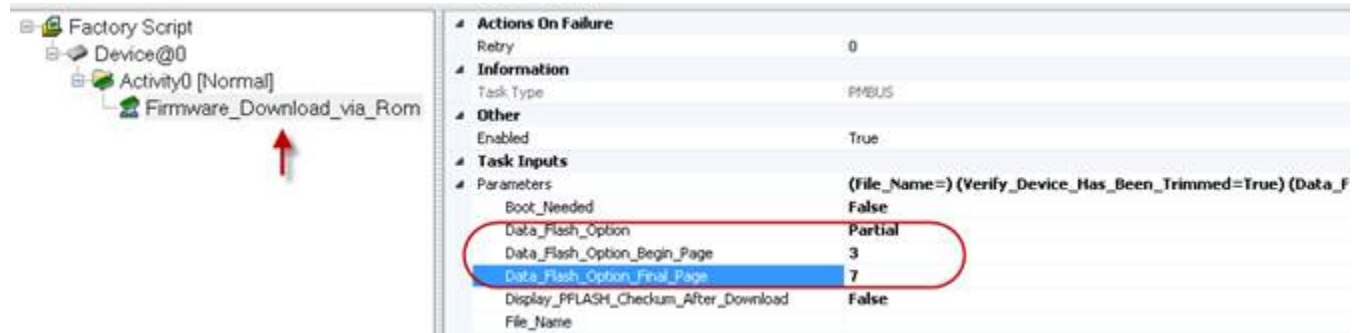 Factory Script
Device@0
Activity0 [Normal]
Firmware_Download_via_Rom
Actions On Failure
Retry 0
Information
Task Type PMBUS
Other
Enabled True
Task Inputs
Parameters (File_Name=) (Verify_Device_Has_Been_Trimmed=True) (Data_F
Boot_Needed False
Data_Flash_Option Partial
Data_Flash_Option_Begin_Page 3
Data_Flash_Option_Final_Page 7
Display_PFLASH_Checkum_After_Download False
File_Name